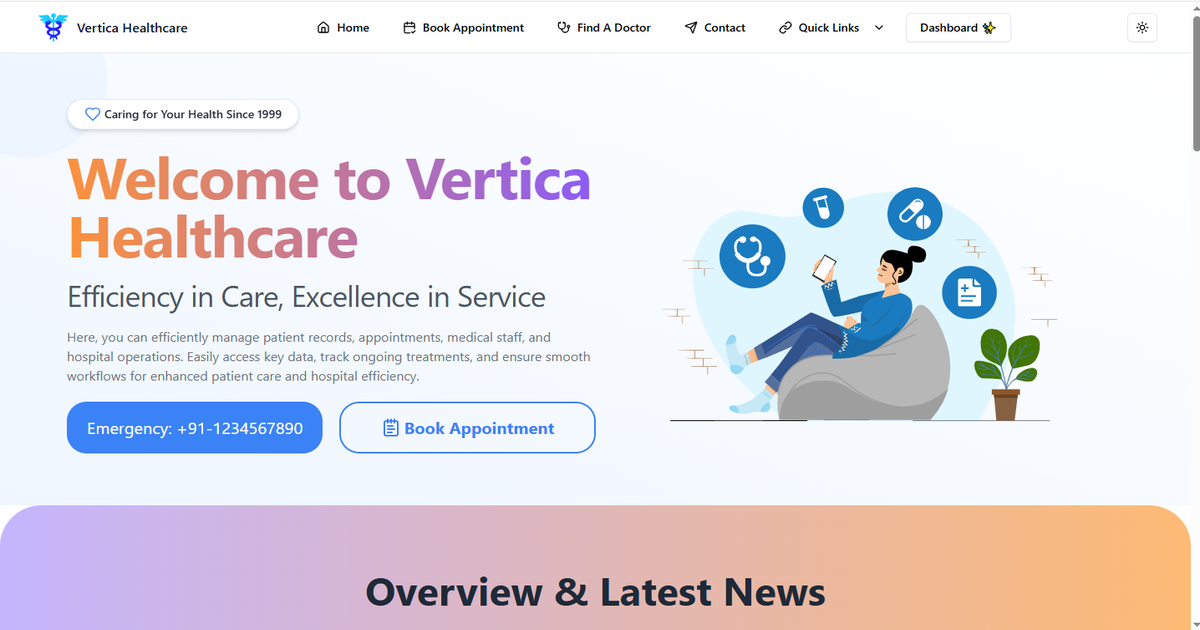 Vertica Healthcare
Home
Book Appointment
Find A Doctor
Contact
Quick Links
Dashboard ✨
Caring for Your Health Since 1999
Welcome to Vertica
Healthcare
Efficiency in Care, Excellence in Service
Here, you can efficiently manage patient records, appointments, medical staff, and
hospital operations. Easily access key data, track ongoing treatments, and ensure smooth
workflows for enhanced patient care and hospital efficiency.
Emergency: +91-1234567890
Book Appointment
Overview & Latest News